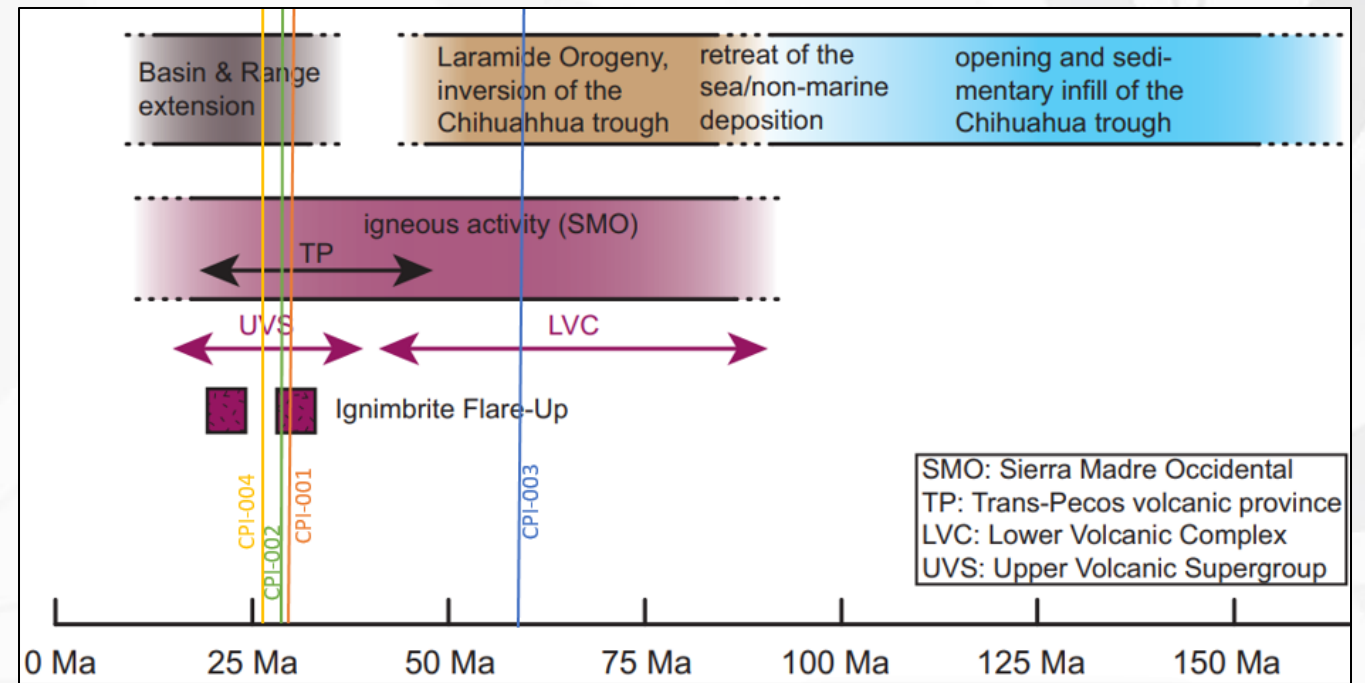 Basin & Range
extension
Laramide Orogeny,
inversion of the
Chihuahhua trough
retreat of the
sea/non-marine
deposition
opening and sedi-
mentary infill of the
Chihuahua trough
igneous activity (SMO)
TP
UVS
LVC
Ignimbrite Flare-Up
CPI-004
CPI-002
CPI-001
CPI-003
SMO: Sierra Madre Occidental
TP: Trans-Pecos volcanic province
LVC: Lower Volcanic Complex
UVS: Upper Volcanic Supergroup
0 Ma
25 Ma
50 Ma
75 Ma
100 Ma
125 Ma
150 Ma